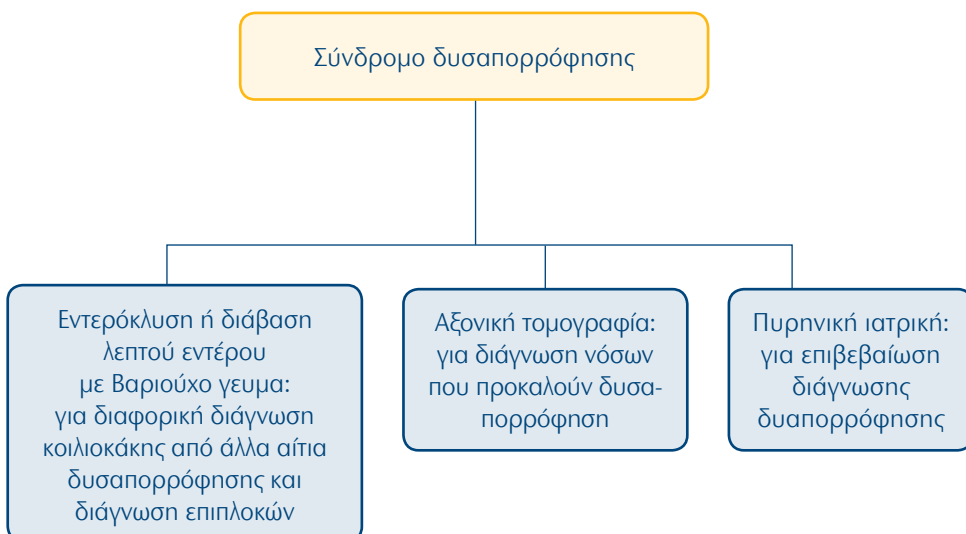 Σύνδρομο δυσαπορρόφησης
Εντερόκλυση ή διάβαση
λεπτού εντέρου
με Βαριούχο γευμα:
για διαφορική διάγνωση
κοιλιοκάκης από άλλα αίτια
δυσαπορρόφησης και
διάγνωση επιπλοκών
Αξονική τομογραφία:
για διάγνωση νόσων
που προκαλούν δυσα-
πορρόφηση
Πυρηνική ιατρική:
για επιβεβαίωση
διάγνωσης
δυαπορρόφησης